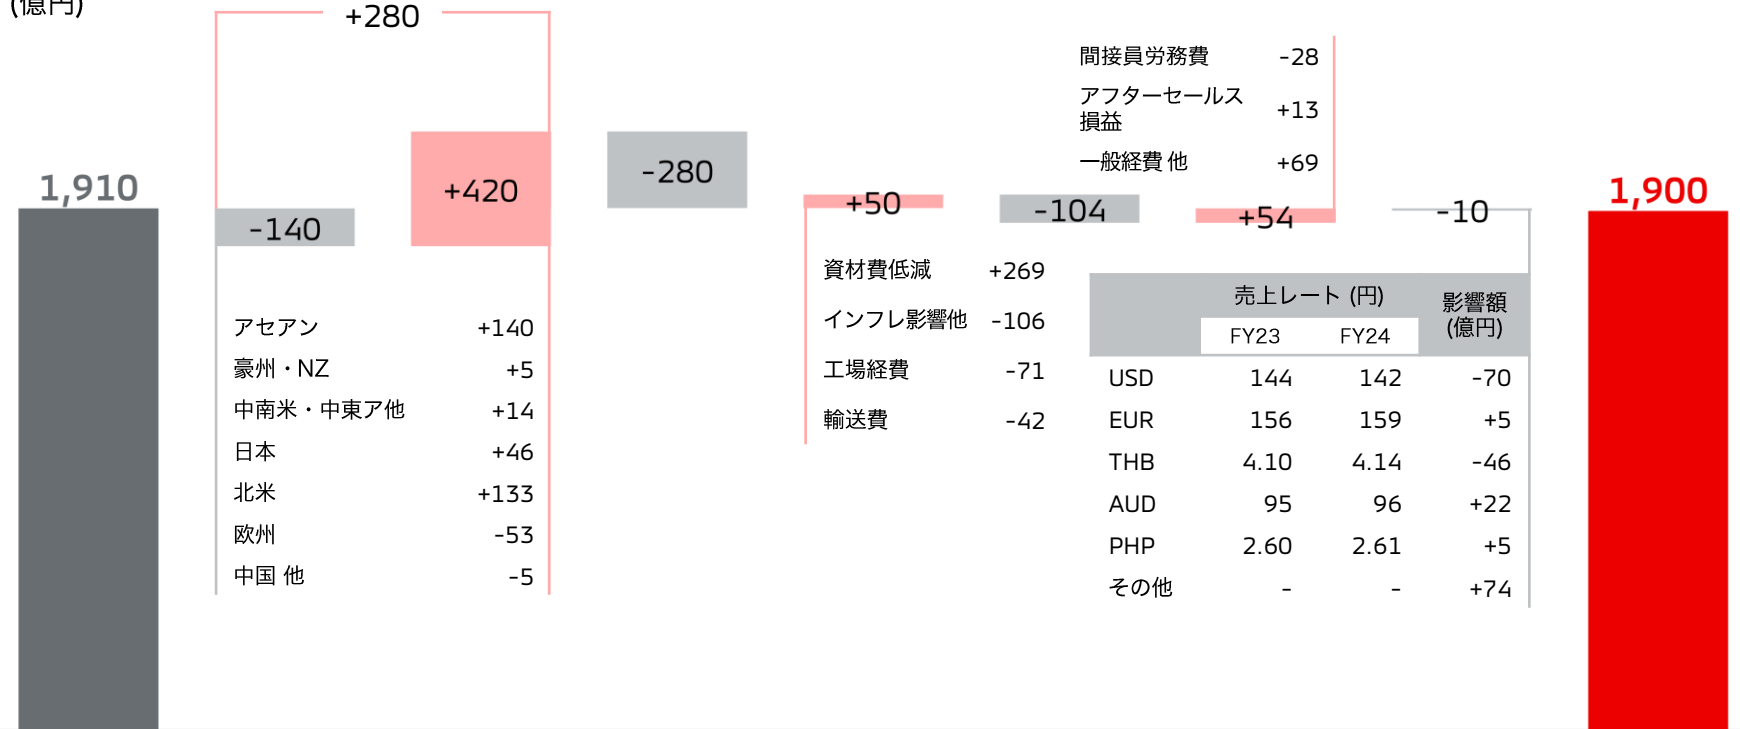 (億円)
+280
1,910
-140
+420
-280
+50
-104
+54
-10
1,900
間接員労務費 -28
アフターセールス
損益 +13
一般経費 他 +69
アセアン +140
豪州・NZ +5
中南米・中東ア他 +14
日本 +46
北米 +133
欧州 -53
中国 他 -5
資材費低減 +269
インフレ影響他 -106
工場経費 -71
輸送費 -42
売上レート (円) 影響額
(億円)
FY23 FY24
USD 144 142 -70
EUR 156 159 +5
THB 4.10 4.14 -46
AUD 95 96 +22
PHP 2.60 2.61 +5
その他 - - +74